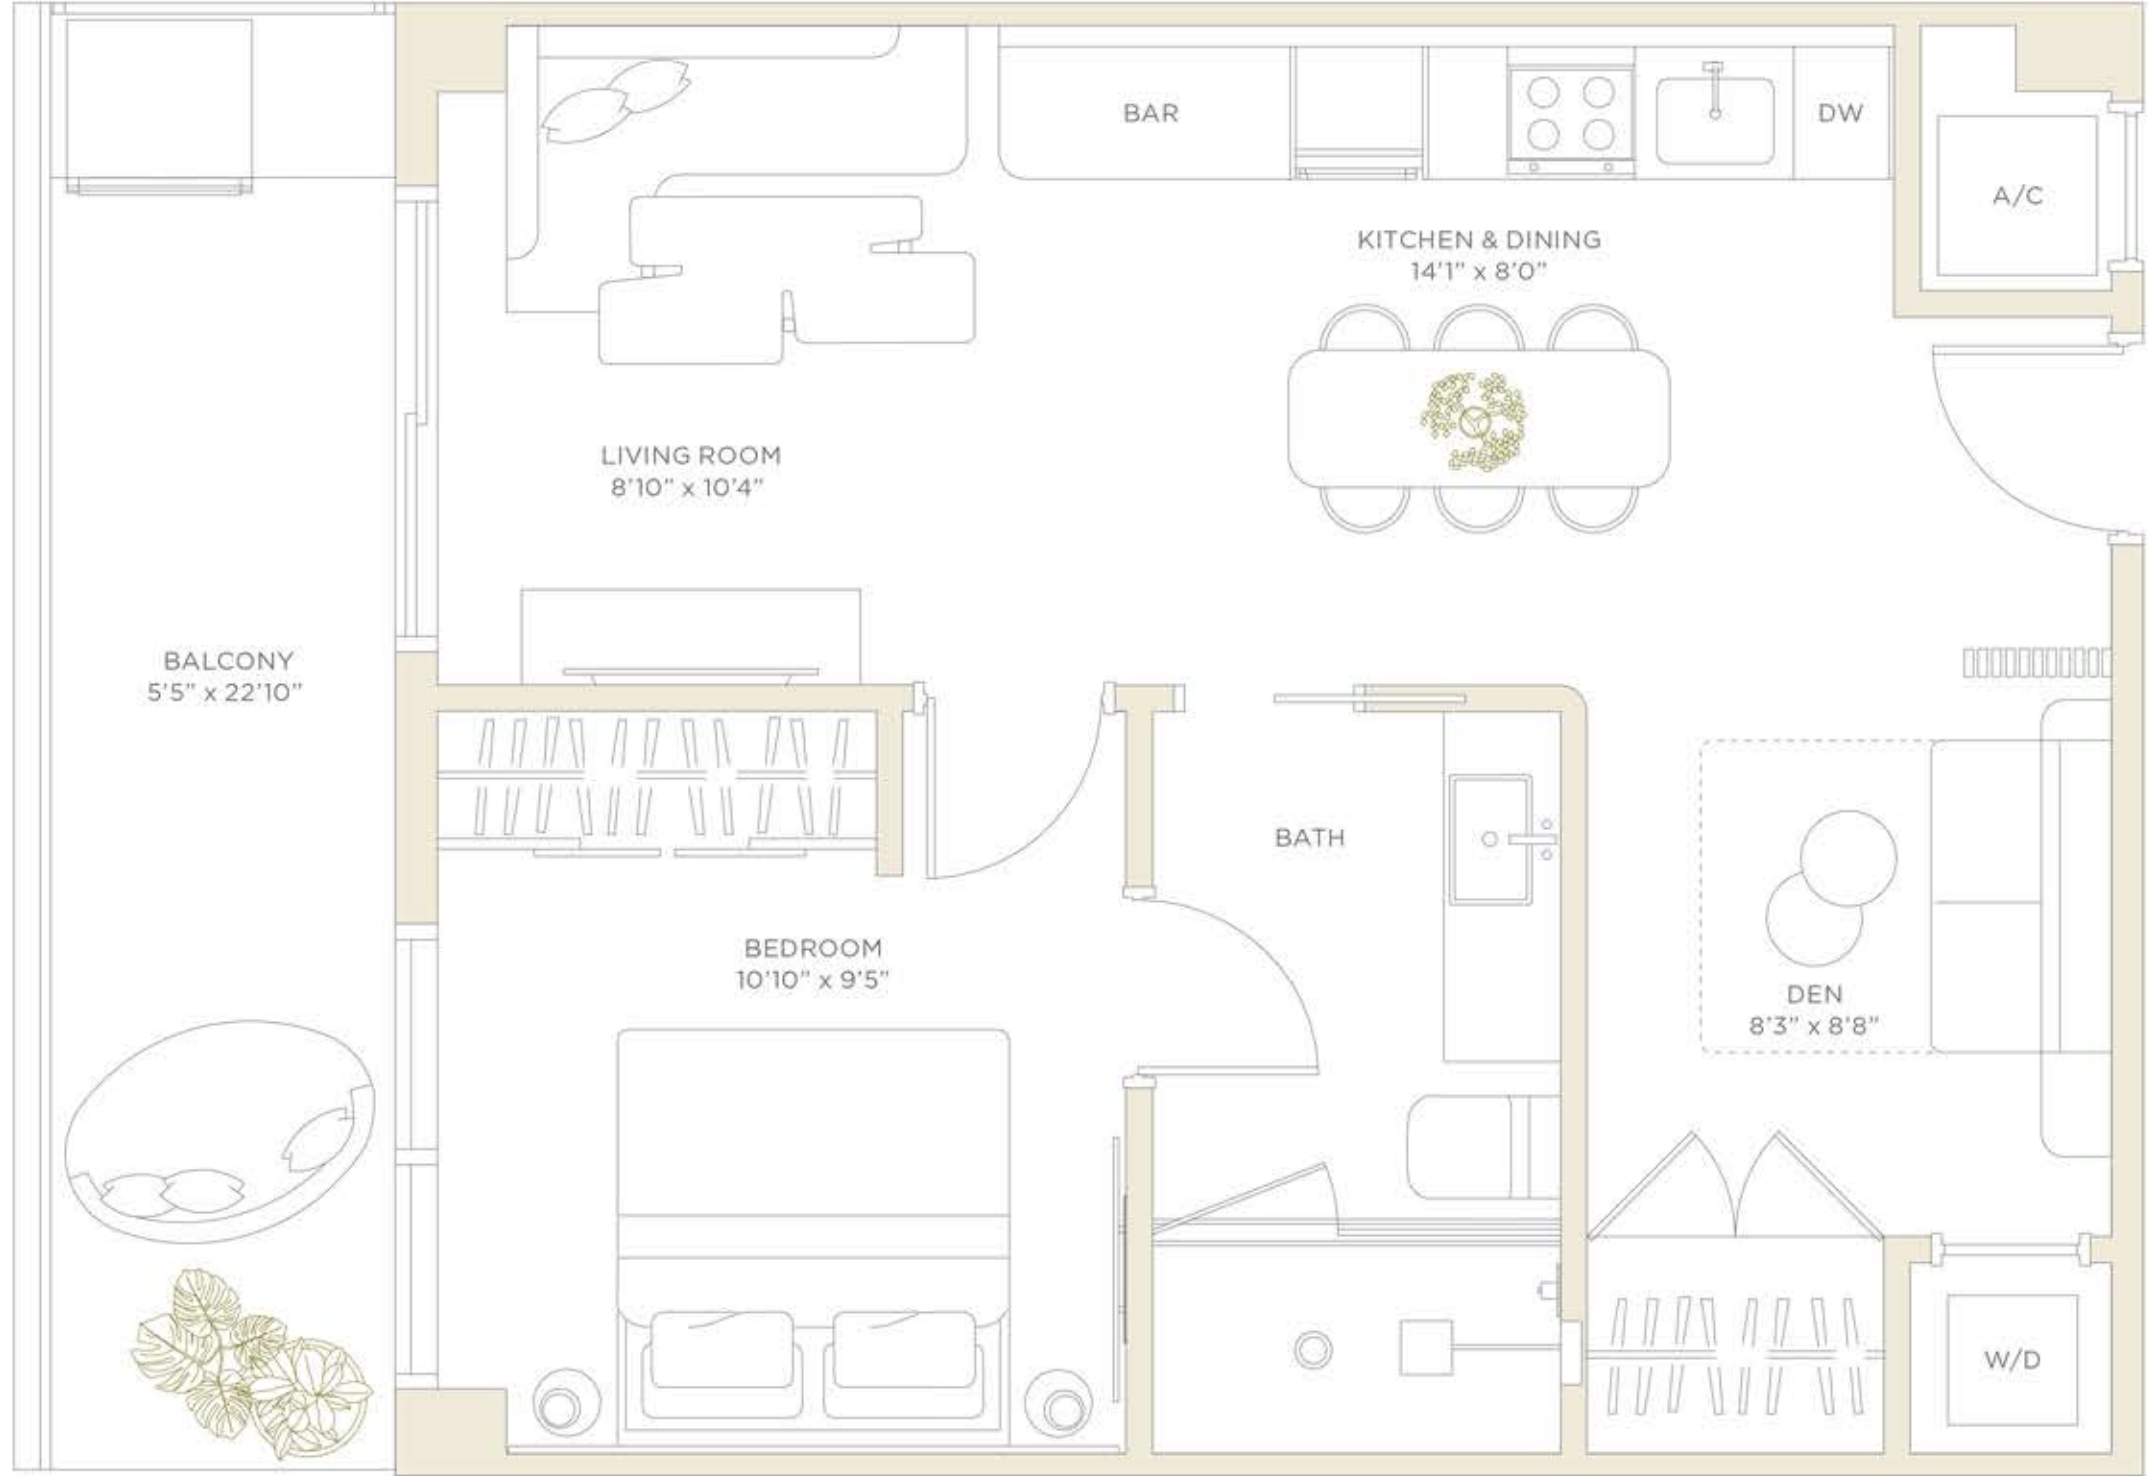 BAR
DW
A/C
KITCHEN & DINING
14'1" x 8'0"
LIVING ROOM
8'10" x 10'4"
BALCONY
5'5" x 22'10"
BATH
BEDROOM
10'10" x 9'5"
DEN
8'3" x 8'8"
W/D